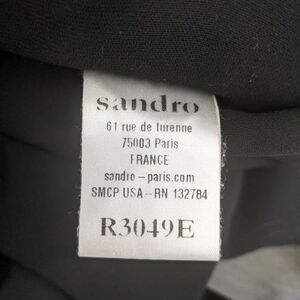 sandro
61 rue de turenne
75003 Paris
FRANCE
sandro-paris.com
SMCP USA-RN 132784
R3049E